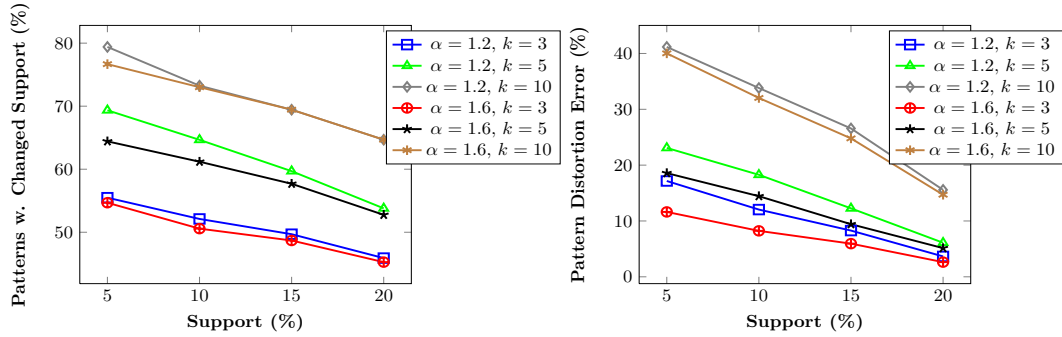 Patterns w. Changed Support (%)
80
70
60
50
5 10 15 20
Support (%)
α = 1.2, k = 3
α = 1.2, k = 5
α = 1.2, k = 10
α = 1.6, k = 3
α = 1.6, k = 5
α = 1.6, k = 10
Pattern Distortion Error (%)
40
30
20
10
0
5 10 15 20
Support (%)
α = 1.2, k = 3
α = 1.2, k = 5
α = 1.2, k = 10
α = 1.6, k = 3
α = 1.6, k = 5
α = 1.6, k = 10